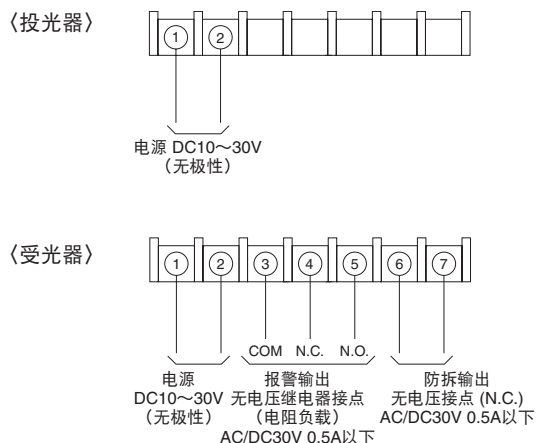 〈投光器〉
① ②
电源 DC10～30V
（无极性）
〈受光器〉
① ② ③ ④ ⑤ ⑥ ⑦
COM N.C. N.O.
电源
DC10～30V
（无极性）
报警输出
无电压继电器接点
（电阻负载）
AC/DC30V 0.5A以下
防拆输出
无电压接点 (N.C.)
AC/DC30V 0.5A以下